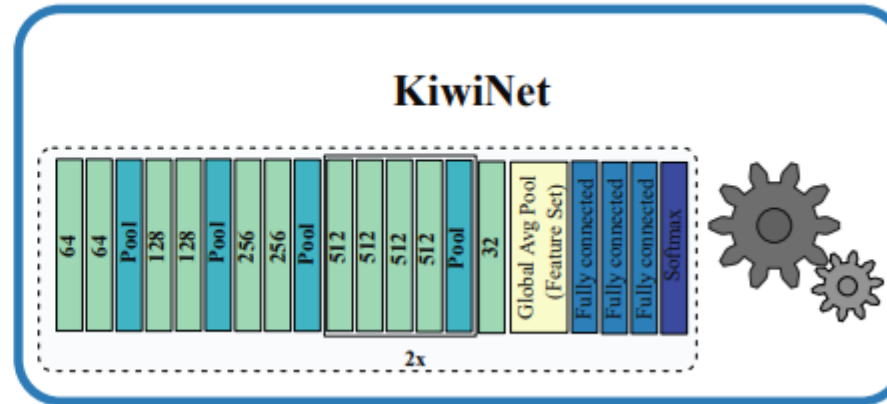 KiwiNet
64
64
Pool
128
128
Pool
256
256
Pool
512
512
512
512
Pool
32
Global Avg Pool
(Feature Set)
Fully connected
Fully connected
Fully connected
Softmax
2x